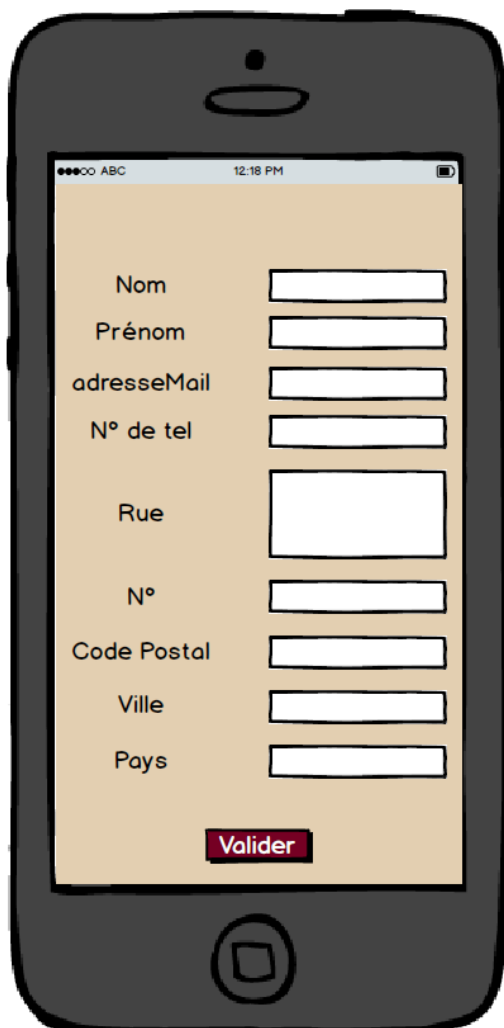 ABC 12:18 PM
Nom
Prénom
adresseMail
N° de tel
Rue
N°
Code Postal
Ville
Pays
Valider